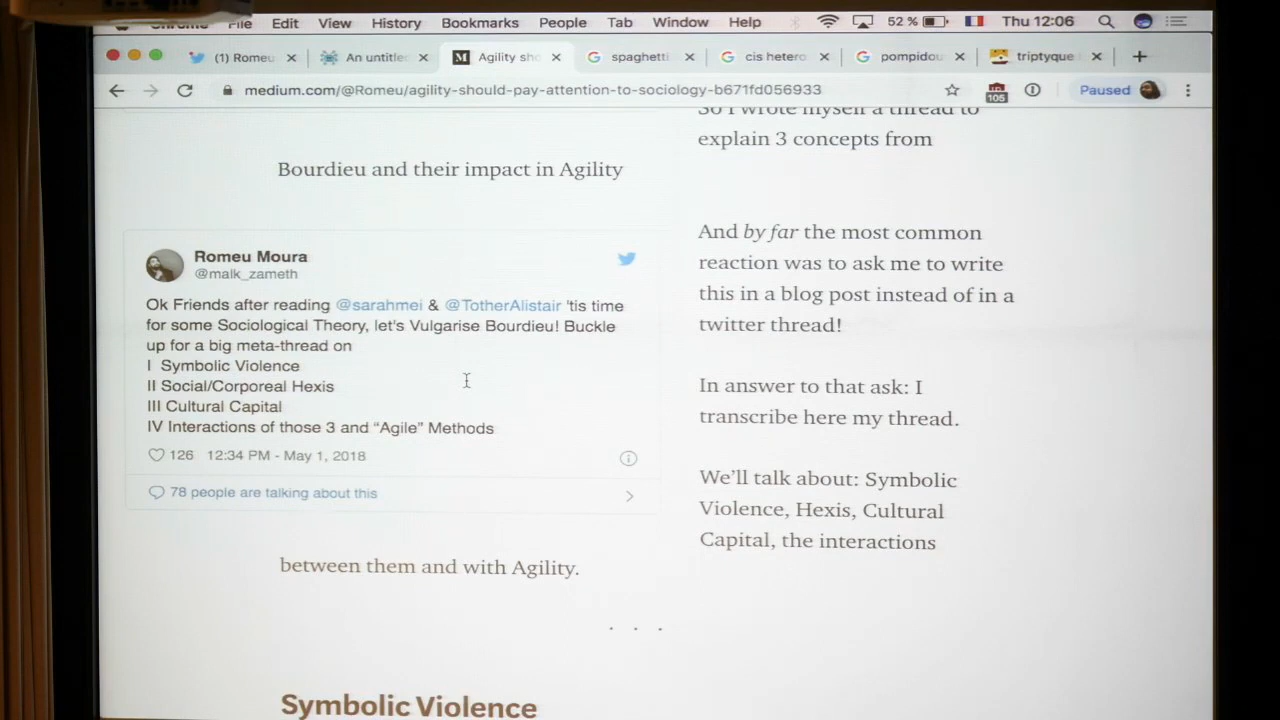 Chrome File Edit View History Bookmarks People Tab Window Help 52 % Thu 12:06
(1) Romeu
An untitle
Agility sho
spaghetti
cis hetero
pompidou
triptyque
medium.com/@Romeu/agility-should-pay-attention-to-sociology-b671fd056933
105
Paused
So I wrote myself a thread to
explain 3 concepts from
Bourdieu and their impact in Agility
Romeu Moura
@malk_zameth
Ok Friends after reading @sarahmei & @TotherAlistair 'tis time
for some Sociological Theory, let's Vulgarise Bourdieu! Buckle
up for a big meta-thread on
I Symbolic Violence
II Social/Corporeal Hexis
III Cultural Capital
IV Interactions of those 3 and “Agile” Methods
126 12:34 PM - May 1, 2018
78 people are talking about this
And by far the most common
reaction was to ask me to write
this in a blog post instead of in a
twitter thread!
In answer to that ask: I
transcribe here my thread.
We’ll talk about: Symbolic
Violence, Hexis, Cultural
Capital, the interactions
between them and with Agility.
. . .
Symbolic Violence